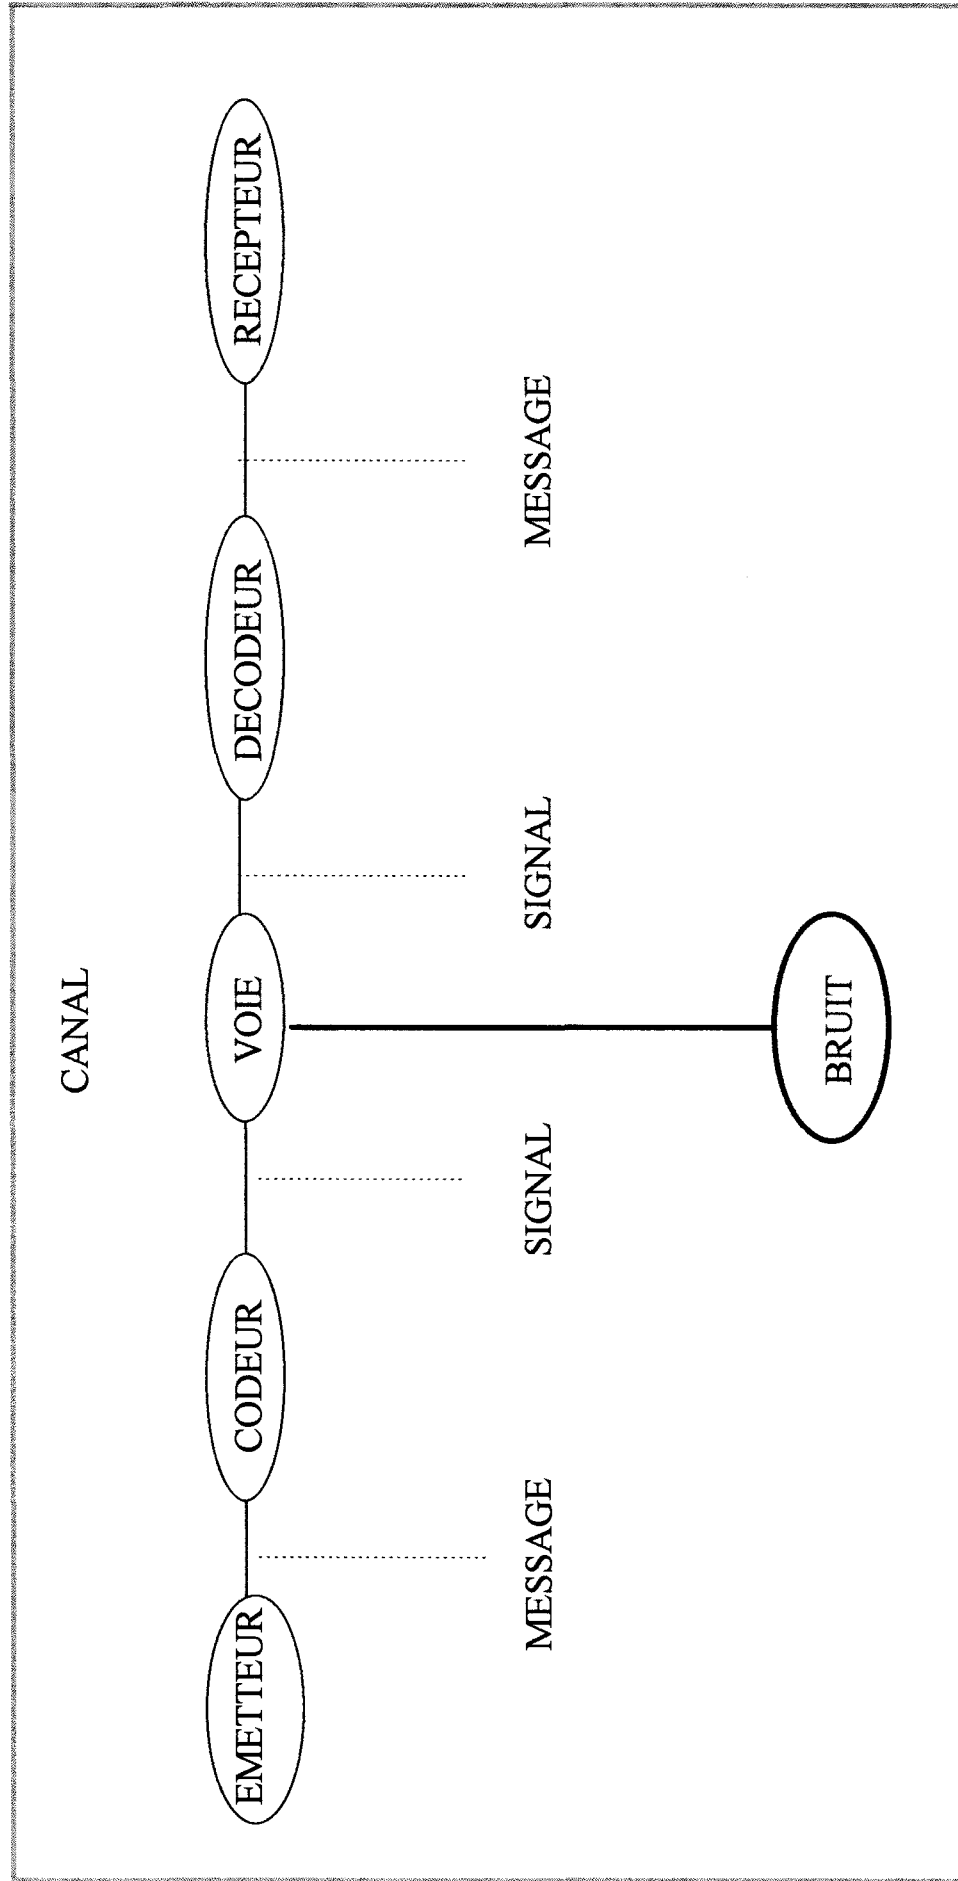 CANAL
EMETTEUR
CODEUR
VOIE
DECODEUR
RECEPTEUR
MESSAGE
SIGNAL
SIGNAL
MESSAGE
BRUIT